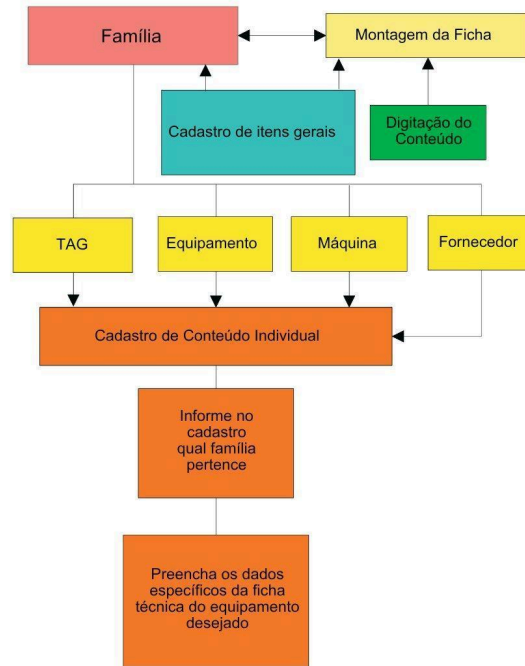 Família
Montagem da Ficha
Cadastro de itens gerais
Digitação do
Conteúdo
TAG
Equipamento
Máquina
Fornecedor
Cadastro de Conteúdo Individual
Informe no
cadastro
qual família
pertence
Preencha os dados
específicos da ficha
técnica do equipamento
desejado